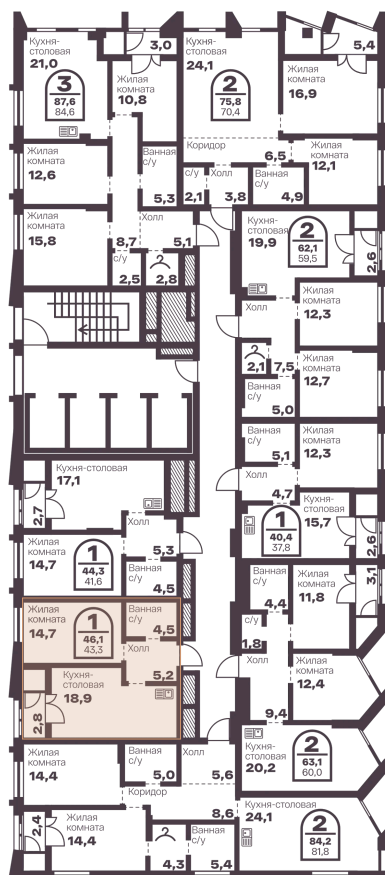 Кухня-
столовая
21,0
3
87,6
84,6
3,0
Жилая
комната
10,8
Кухня-
столовая
24,1
2
75,8
70,4
5,4
Жилая
комната
16,9
Жилая
комната
12,6
Ванная
с/у
5,3
Коридор
6,5
Жилая
комната
12,1
с/у
2,1
Холл
3,8
Ванная
с/у
4,9
Жилая
комната
15,8
8,7
Холл
5,1
с/у
2,5
2,8
Кухня-
столовая
19,9
2
62,1
59,5
2,6
Холл
Жилая
комната
12,3
2,1
7,5
Жилая
комната
12,7
Ванная
с/у
5,0
Ванная
с/у
5,1
Жилая
комната
12,3
Холл
4,7
Кухня-столовая
17,1
2,7
Холл
5,3
1
40,4
37,8
Кухня-
столовая
15,7
2,6
Жилая
комната
14,7
1
44,3
41,6
Ванная
с/у
4,5
4,4
Жилая
комната
11,8
3,1
Жилая
комната
14,7
1
46,1
43,3
Ванная
с/у
4,5
Холл
5,2
с/у
1,8
Холл
Жилая
комната
12,4
9,4
Кухня-
столовая
18,9
2,8
Кухня-
столовая
20,2
2
63,1
60,0
Жилая
комната
14,4
Ванная
с/у
5,0
Холл
5,6
Коридор
8,6
Кухня-столовая
24,1
2
84,2
81,8
2,4
Жилая
комната
14,4
4,3
Ванная
с/у
5,4